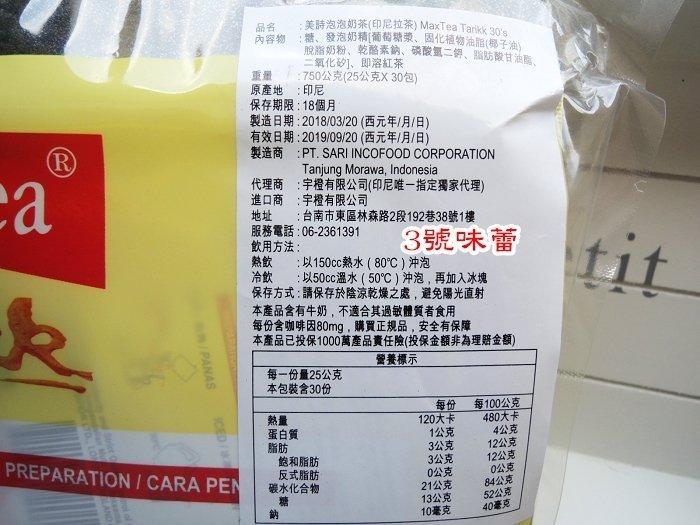 品名 : 美詩泡泡奶茶(印尼拉茶) MaxTea Tarikk 30's
內容物 : 糖、發泡奶精[葡萄糖漿、固化植物油脂(椰子油)
脫脂奶粉、乾酪素鈉、磷酸氫二鉀、脂肪酸甘油酯、
二氧化矽]、即溶紅茶
重量 : 750公克(25公克X 30包)
原產地 : 印尼
保存期限 : 18個月
製造日期 : 2018/03/20 (西元年/月/日)
有效日期 : 2019/09/20 (西元年/月/日)
製造商 : PT. SARI INCOFOOD CORPORATION
Tanjung Morawa, Indonesia
代理商 : 宇橙有限公司(印尼唯一指定獨家代理)
進口商 : 宇橙有限公司
地址 : 台南市東區林森路2段192巷38號1樓
服務電話 : 06-2361391
飲用方法 :
熱飲 : 以150cc熱水 ( 80℃ ) 沖泡
冷飲 : 以50cc溫水 ( 50℃ ) 沖泡，再加入冰塊
保存方式 : 請保存於陰涼乾燥之處，避免陽光直射
本產品含有牛奶，不適合其過敏體質者食用
每份含咖啡因80mg，購買正規品，安全有保障
本產品已投保1000萬產品責任險(投保金額非為理賠金額)
營養標示
每一份量25公克
本包裝含30份
每份 每100公克
熱量 120大卡 480大卡
蛋白質 1公克 4公克
脂肪 3公克 12公克
飽和脂肪 3公克 12公克
反式脂肪 0公克 0公克
碳水化合物 21公克 84公克
糖 13公克 52公克
鈉 10毫克 40毫克
3號味蕾
ea®
PREPARATION / CARA PEN
/ PANAS
ICED /
tit